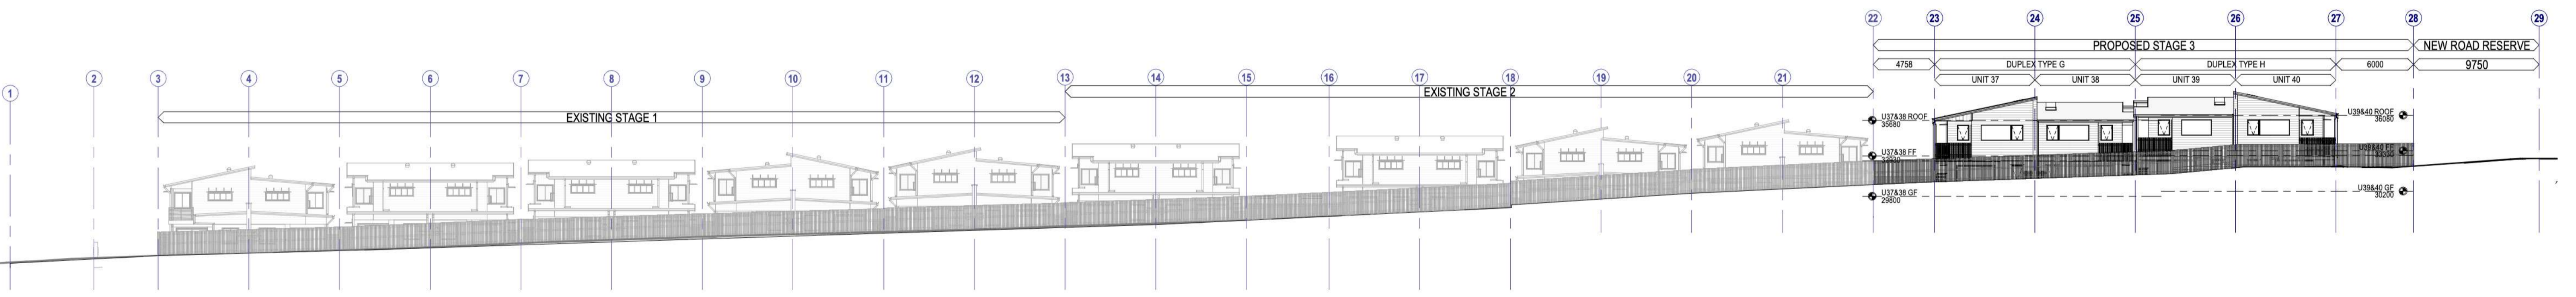 22 23 24 25 26 27 28 29
PROPOSED STAGE 3 NEW ROAD RESERVE
4758 DUPLEX TYPE G DUPLEX TYPE H 6000 9750
2 3 4 5 6 7 8 9 10 11 12 13 14 15 16 17 18 19 20 21
UNIT 37 UNIT 38 UNIT 39 UNIT 40
1
EXISTING STAGE 2
EXISTING STAGE 1
U37&38 ROOF
35680
U39&40 ROOF
36080
U37&38 FF
U39&40 FF
U37&38 GF
29800
U39&40 GF
30200